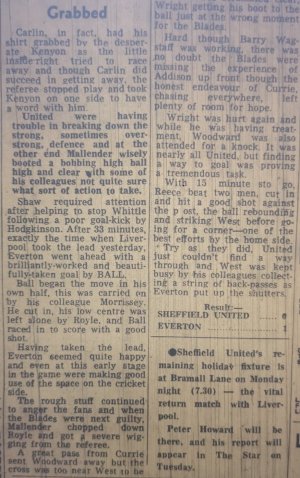 Grabbed
Carlin, in fact, had his
shirt grabbed by the desper-
ate Kenyon as the little
inside-right tried to race
away and though Carlin did
succeed in getting away, the
referee stopped play and took
Kenyon on one side to have
a word with him.
United were having
trouble in breaking down the
strong, sometimes over-
strong, defence and at the
other end Mallender wisely
booted a bobbing high ball
high and clear with some of
his colleagues not quite sure
what sort of action to take.
Shaw required attention
after helping to stop Whittle
following a poor goal-kick by
Hodgkinson. After 33 minutes,
exactly the time when Liver-
pool took the lead yesterday,
Everton went ahead with a
brilliantly-worked and beauti-
fully-taken goal by BALL.
Ball began the move in his
own half, this was carried on
by his colleague Morrissey.
He cut in, his low centre was
left alone by Royle, and Ball
raced in to score with a good
shot.
Having taken the lead,
Everton seemed quite happy
and even at this early stage
in the game were making good
use of the space on the cricket
side.
The rough stuff continued
to anger the fans and when
the Blades were next guilty,
Mallender chopped down
Royle and got a severe wig-
ging from the referee.
A great pass from Currie
sent Woodward away but the
cross was too near West to be
Wright getting his boot to the
ball just at the wrong moment
for the Blades.
Hard though Barry Wag-
staff was working, there was
no doubt the Blades were
missing the experience of
Addison up front though the
honest endeavour of Currie,
chasing everywhere, left
plenty of room for hope.
Wright was hurt again and
while he was having treat-
ment, Woodward was also
attended for a knock. It was
nearly all United, but finding
a way to goal was proving
a tremendous task.
With 15 minute sto go,
Reece beat two men, cut in
and hit a good shot against
the post, the ball rebounding
and striking West before go-
ing for a corner—one of the
best efforts by the home side.
Try as they did, United
just couldn't find a way
through and West was kept
busy by his colleagues collect-
ing a string of back-passes as
Everton put up the shutters.
Result—
SHEFFIELD UNITED 0
EVERTON 1
●Sheffield United's re-
maining holiday fixture is
at Bramall Lane on Monday
night (7.30) — the vital
return match with Liver-
pool.
Peter Howard will be
there, and his report will
appear in The Star on
Tuesday.